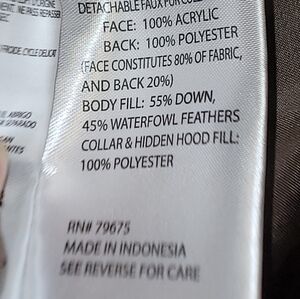 DETACHABLE FAUX FUR COLLAR
FACE: 100% ACRYLIC
BACK: 100% POLYESTER
(FACE CONSTITUTES 80% OF FABRIC,
AND BACK 20%)
BODY FILL: 55% DOWN,
45% WATERFOWL FEATHERS
COLLAR & HIDDEN HOOD FILL:
100% POLYESTER
RN# 79675
MADE IN INDONESIA
SEE REVERSE FOR CARE